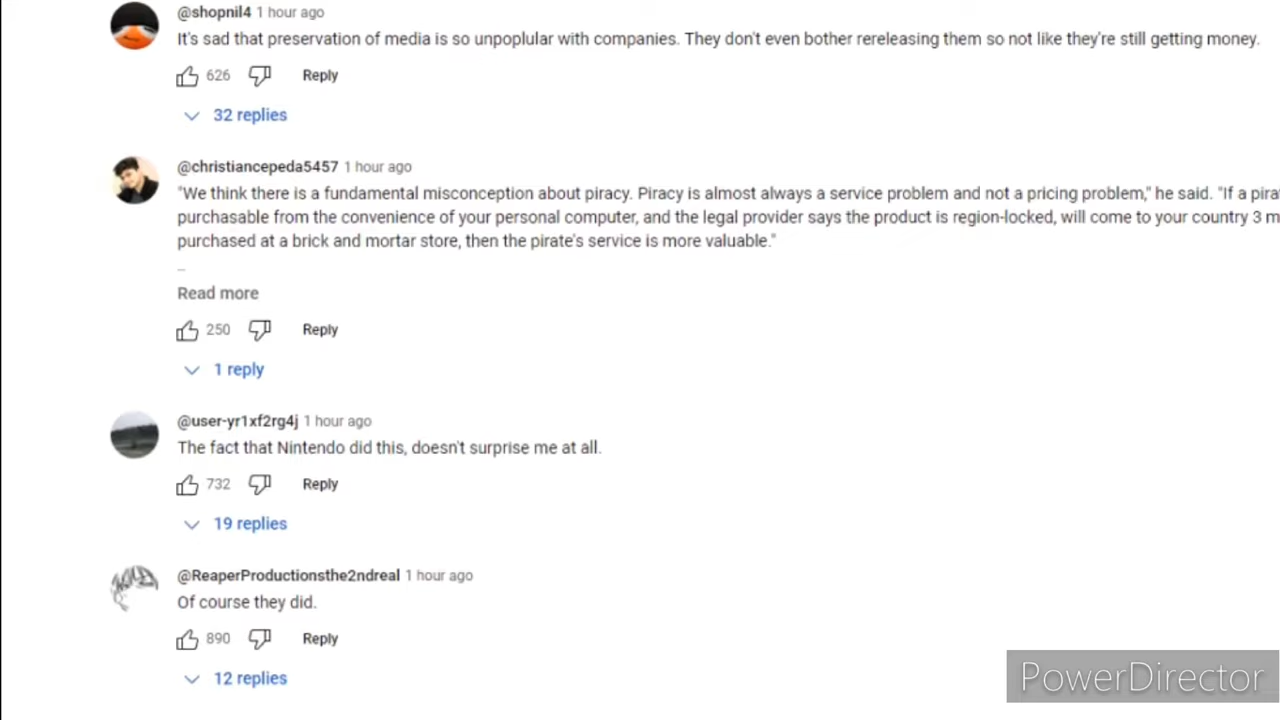 @shopnil4 1 hour ago
It's sad that preservation of media is so unpoplular with companies. They don't even bother rereleasing them so not like they're still getting money.
626 Reply
32 replies
@christiancepeda5457 1 hour ago
"We think there is a fundamental misconception about piracy. Piracy is almost always a service problem and not a pricing problem," he said. "If a
purchasable from the convenience of your personal computer, and the legal provider says the product is region-locked, will come to your country 3
purchased at a brick and mortar store, then the pirate's service is more valuable."
..
Read more
250 Reply
1 reply
@user-yr1xf2rg4j 1 hour ago
The fact that Nintendo did this, doesn't surprise me at all.
732 Reply
19 replies
@ReaperProductionsthe2ndreal 1 hour ago
Of course they did.
890 Reply
12 replies
PowerDirector